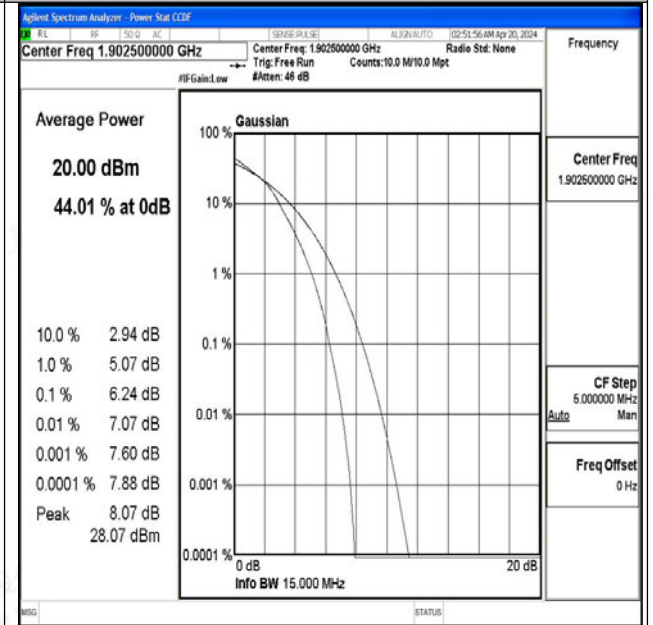 Agilent Spectrum Analyzer - Power Stat CCDF
RL RF 50 Ω AC SENSE:PULSE ALIGN AUTO 02:51:56 AM Apr 20, 2024
Center Freq 1.902500000 GHz
Center Freq: 1.902500000 GHz Radio Std: None
Trig: Free Run Counts:10.0 M/10.0 Mpt
#IFGain:Low #Atten: 46 dB
Frequency
Average Power
20.00 dBm
44.01 % at 0dB
10.0 % 2.94 dB
1.0 % 5.07 dB
0.1 % 6.24 dB
0.01 % 7.07 dB
0.001 % 7.60 dB
0.0001 % 7.88 dB
Peak 8.07 dB
28.07 dBm
Gaussian
100 %
10 %
1 %
0.1 %
0.01 %
0.001 %
0.0001 %
0 dB 20 dB
Info BW 15.000 MHz
Center Freq
1.902500000 GHz
CF Step
5.000000 MHz
Auto Man
Freq Offset
0 Hz
MSG STATUS